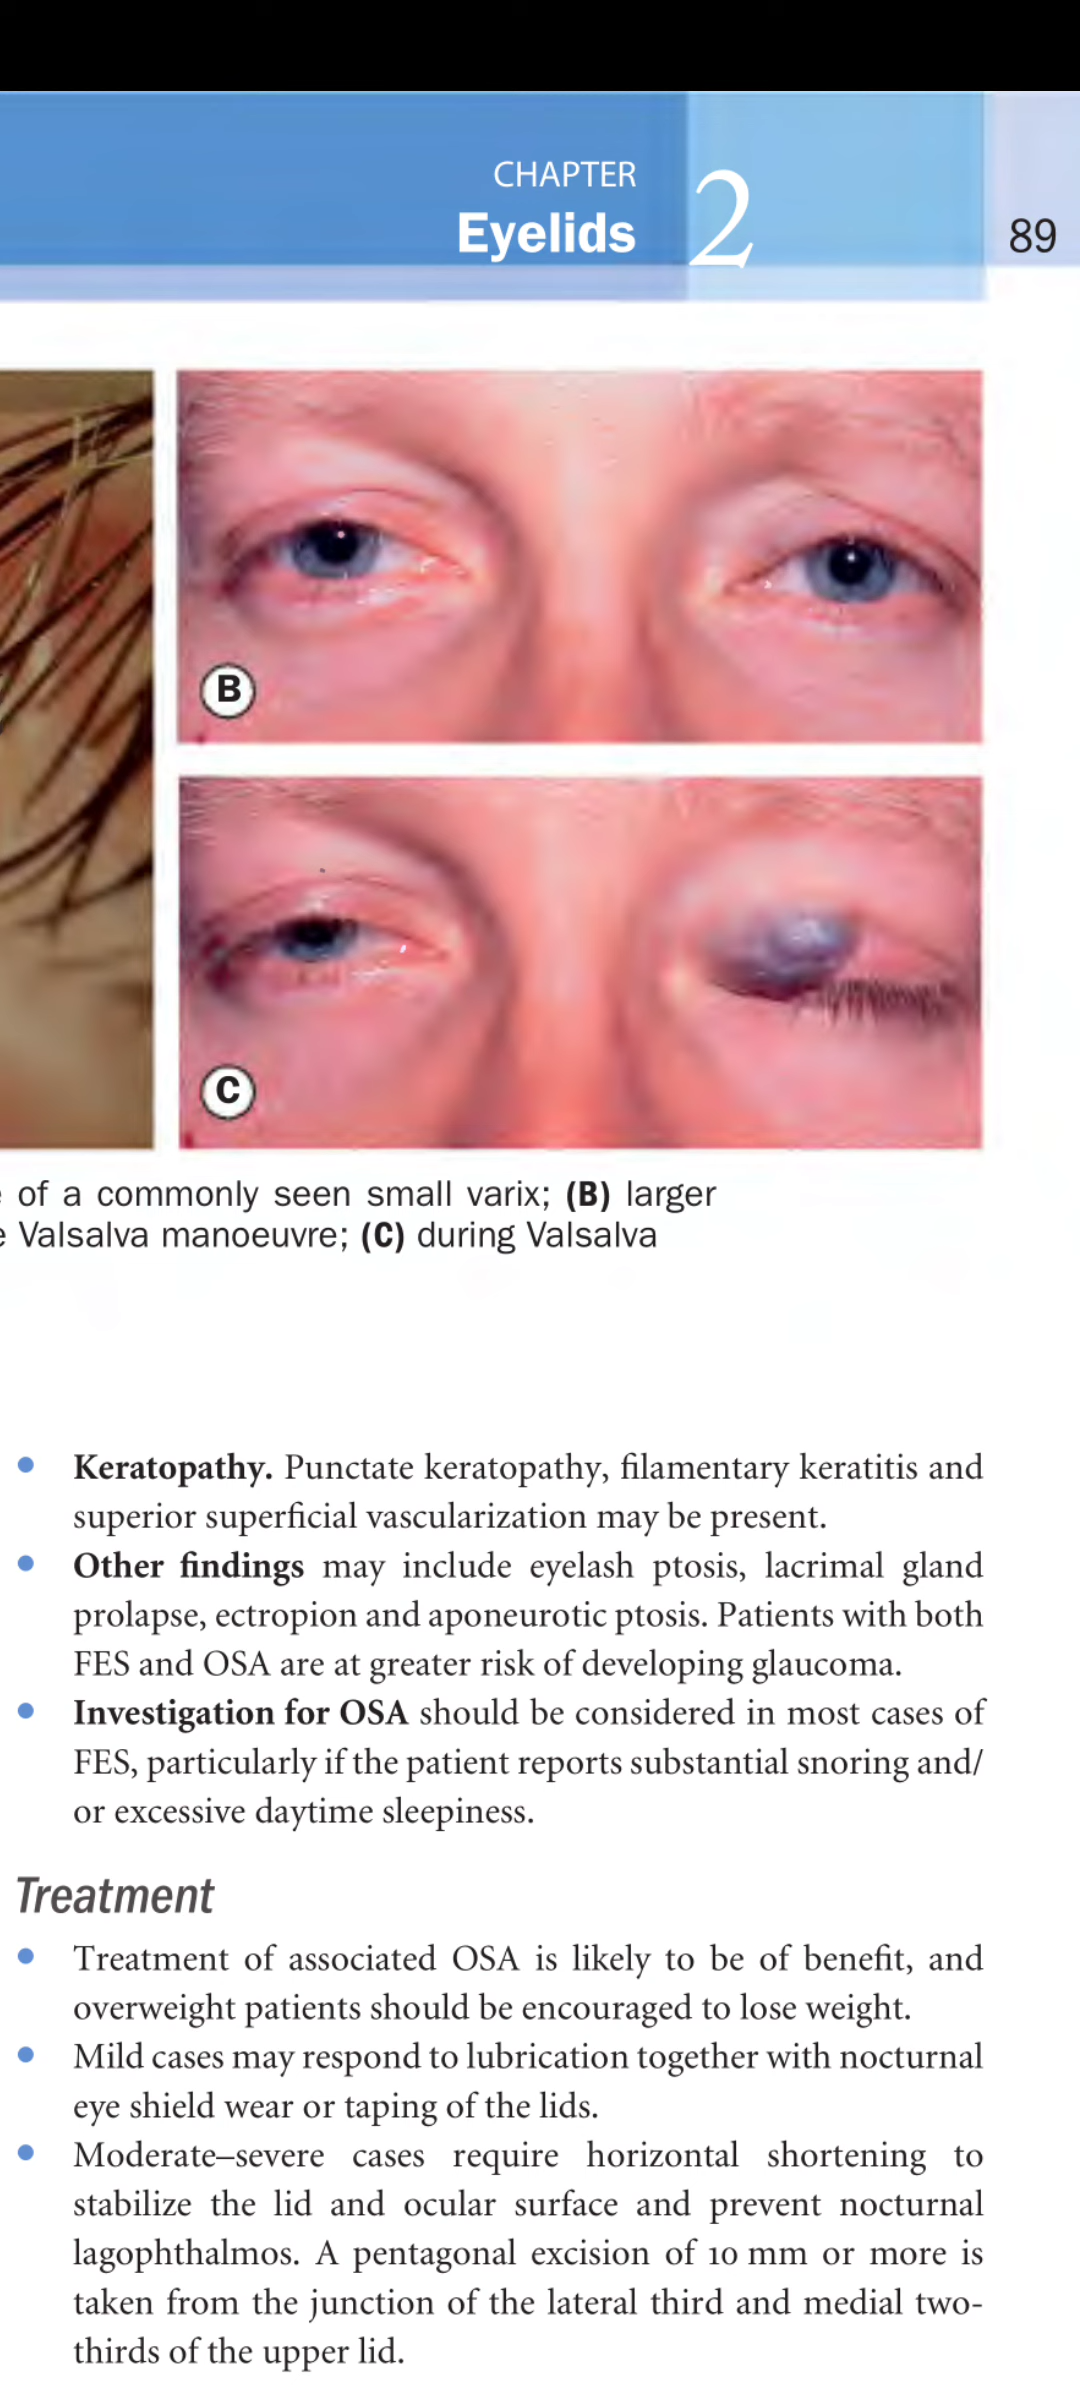 CHAPTER
Eyelids 2
89
B
C
of a commonly seen small varix; (B) larger
Valsalva manoeuvre; (C) during Valsalva
• Keratopathy. Punctate keratopathy, filamentary keratitis and
superior superficial vascularization may be present.
• Other findings may include eyelash ptosis, lacrimal gland
prolapse, ectropion and aponeurotic ptosis. Patients with both
FES and OSA are at greater risk of developing glaucoma.
• Investigation for OSA should be considered in most cases of
FES, particularly if the patient reports substantial snoring and/
or excessive daytime sleepiness.
Treatment
• Treatment of associated OSA is likely to be of benefit, and
overweight patients should be encouraged to lose weight.
• Mild cases may respond to lubrication together with nocturnal
eye shield wear or taping of the lids.
• Moderate–severe cases require horizontal shortening to
stabilize the lid and ocular surface and prevent nocturnal
lagophthalmos. A pentagonal excision of 10 mm or more is
taken from the junction of the lateral third and medial two-
thirds of the upper lid.